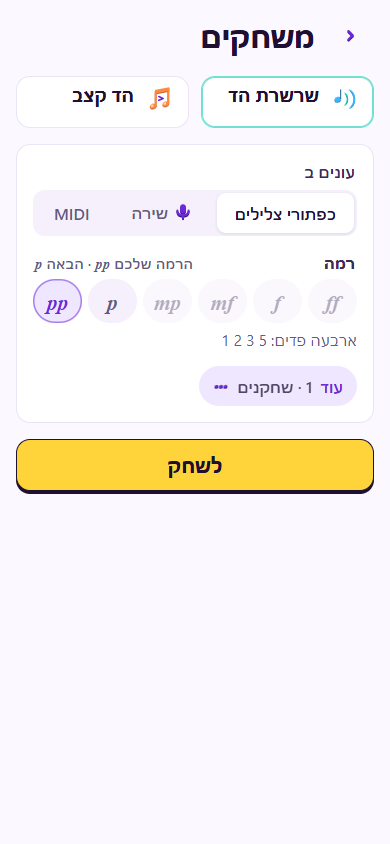 משחקים
שרשרת הד
הד קצב
עונים ב
כפתורי צלילים
שירה
MIDI
רמה
הרמה שלכם pp · הבאה p
ff f mf mp p pp
ארבעה פדים: 5 3 2 1
עוד 1 · שחקנים
לשחק